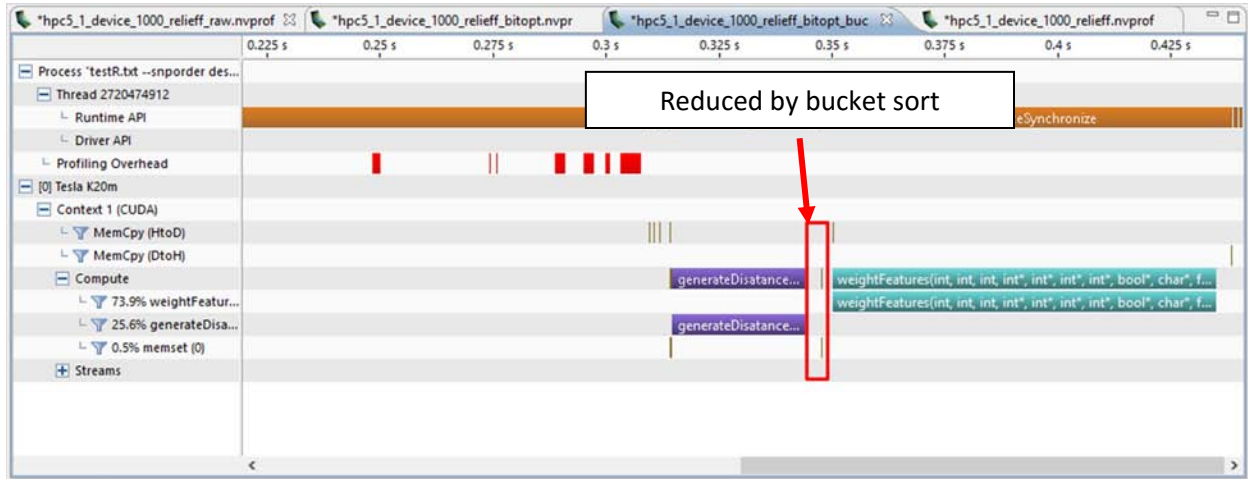 *hpc5_1_device_1000_relieff_raw.nvprof *hpc5_1_device_1000_relieff_bitopt.nvpr *hpc5_1_device_1000_relieff_bitopt_buc *hpc5_1_device_1000_relieff.nvprof
0.225 s 0.25 s 0.275 s 0.3 s 0.325 s 0.35 s 0.375 s 0.4 s 0.425 s
Process "testR.txt --snporder des...
Thread 2720474912
Reduced by bucket sort
Runtime API
eSynchronize
Driver API
Profiling Overhead
[0] Tesla K20m
Context 1 (CUDA)
MemCpy (HtoD)
MemCpy (DtoH)
Compute generateDisatance... weightFeatures(int, int, int, int*, int*, int*, int*, bool*, char*, f...
73.9% weightFeatur... weightFeatures(int, int, int, int*, int*, int*, int*, bool*, char*, f...
25.6% generateDisa... generateDisatance...
0.5% memset (0)
Streams